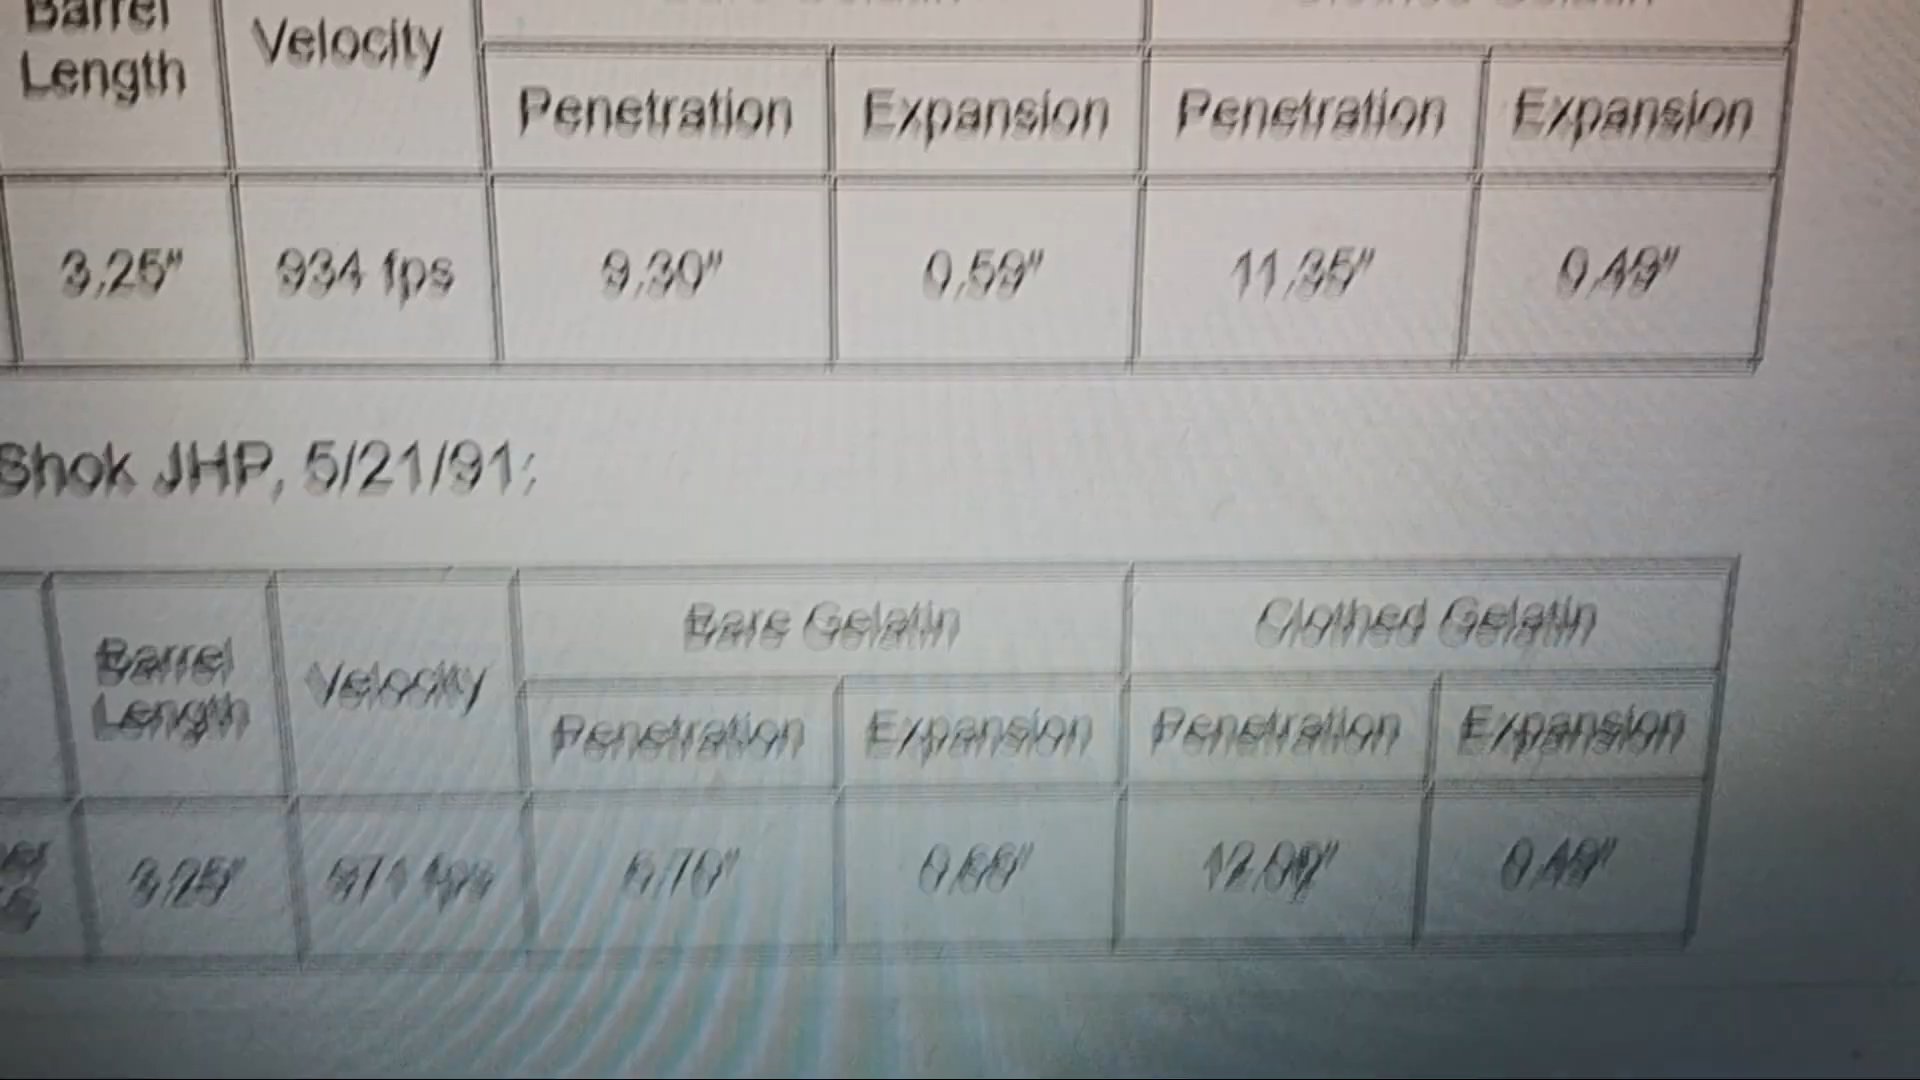 Barrel Length
Velocity
Penetration Expansion Penetration Expansion
3.25" 934 fps 9.30" 0.59" 11.35" 0.49"
Shok JHP, 5/21/91:
Bare Gelatin Clothed Gelatin
Barrel Length
Velocity
Penetration Expansion Penetration Expansion
3.25" fps 0.49"